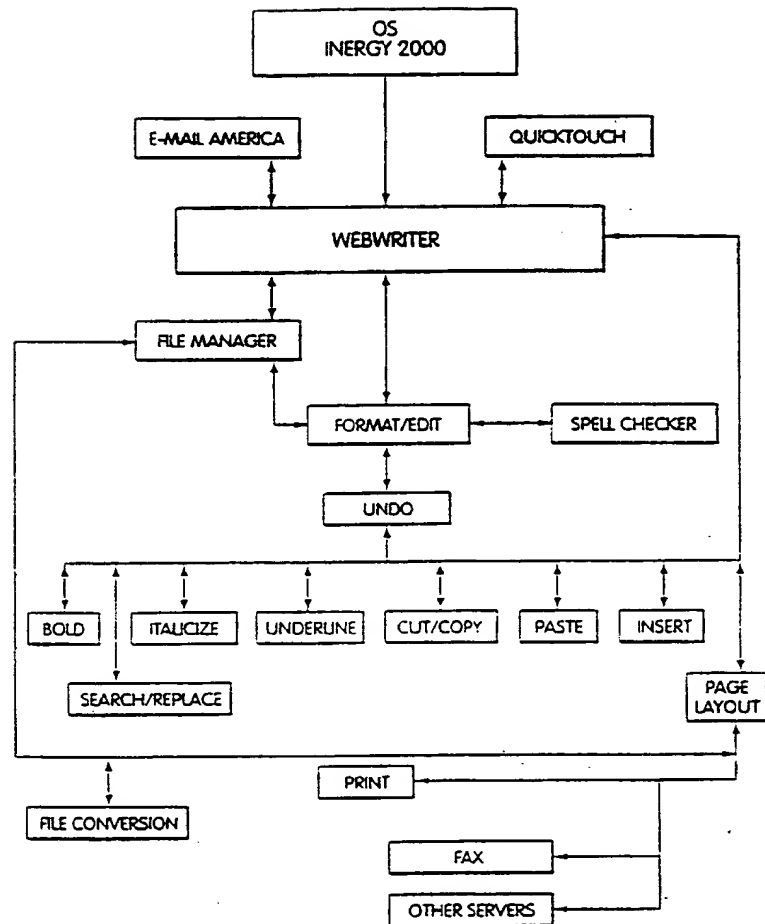 OS
INERGY 2000
E-MAIL AMERICA
QUICKTOUCH
WEBWRITER
FILE MANAGER
FORMAT/EDIT
SPELL CHECKER
UNDO
BOLD
ITALICIZE
UNDERLINE
CUT/COPY
PASTE
INSERT
SEARCH/REPLACE
PAGE
LAYOUT
PRINT
FILE CONVERSION
FAX
OTHER SERVERS